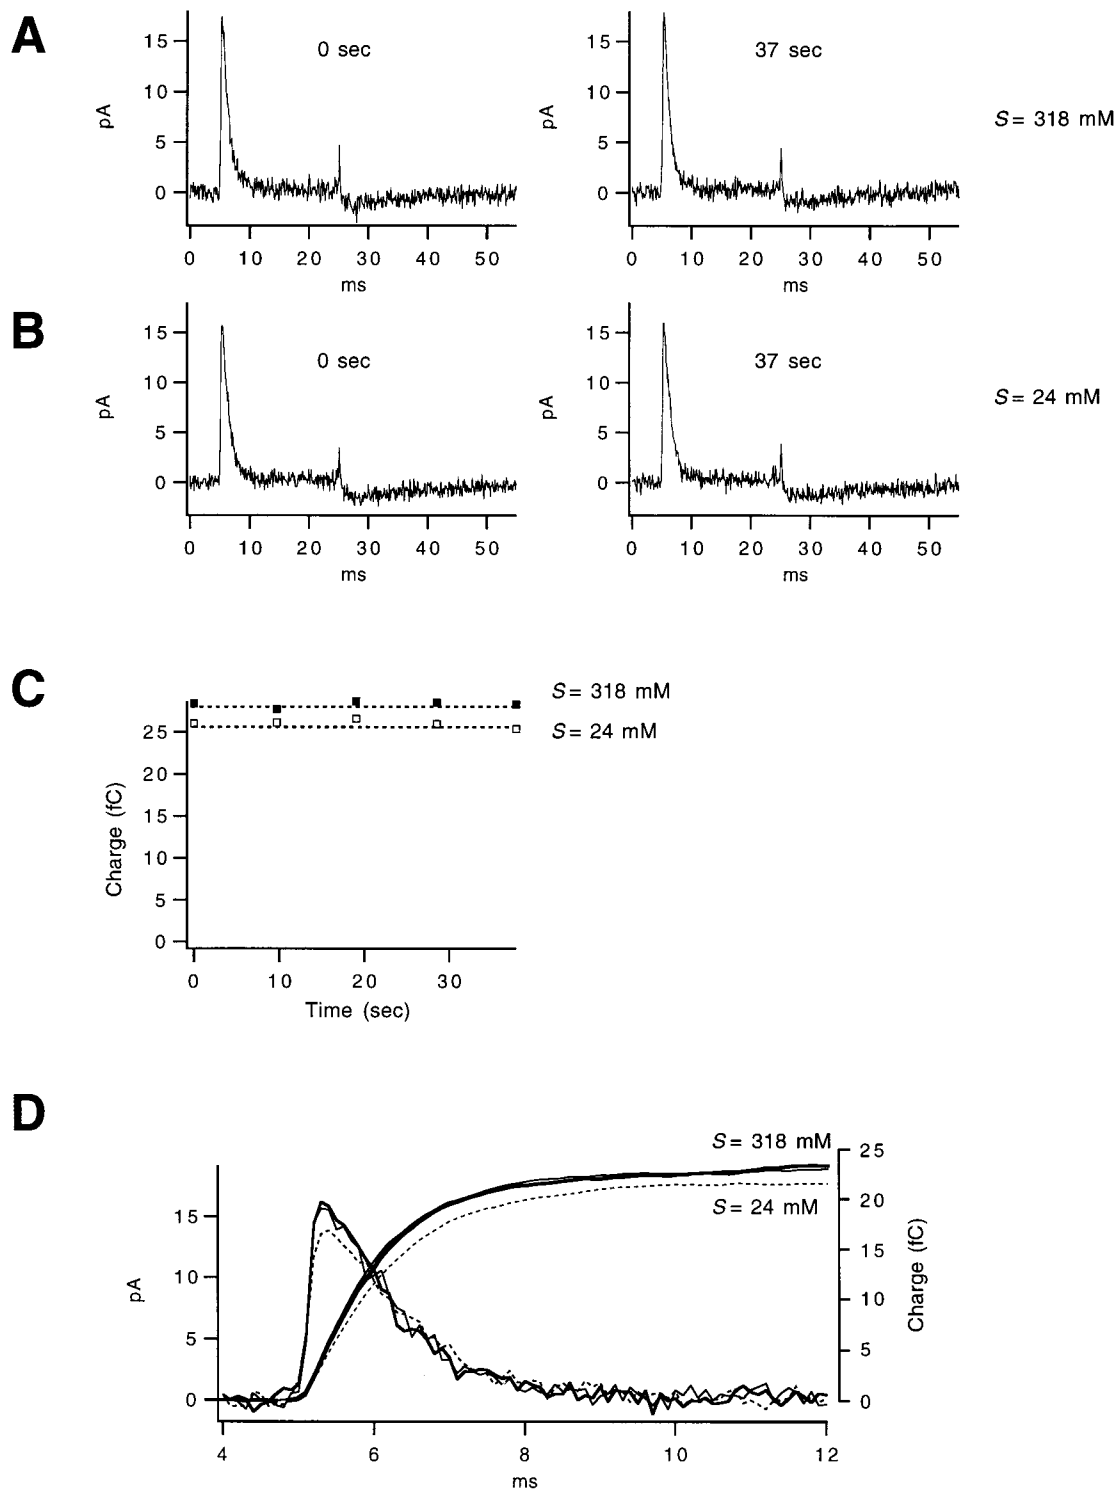 A
15
10
5
0
pA
0 sec
0 10 20 30 40 50
ms
15
10
5
0
pA
37 sec
0 10 20 30 40 50
ms
S= 318 mM
B
15
10
5
0
pA
0 sec
0 10 20 30 40 50
ms
15
10
5
0
pA
37 sec
0 10 20 30 40 50
ms
S= 24 mM
C
25
20
15
10
5
0
Charge (fC)
S= 318 mM
S= 24 mM
0 10 20 30
Time (sec)
D
15
10
5
0
pA
S= 318 mM
S= 24 mM
25
20
15
10
5
0
Charge (fC)
4 6 8 10 12
ms